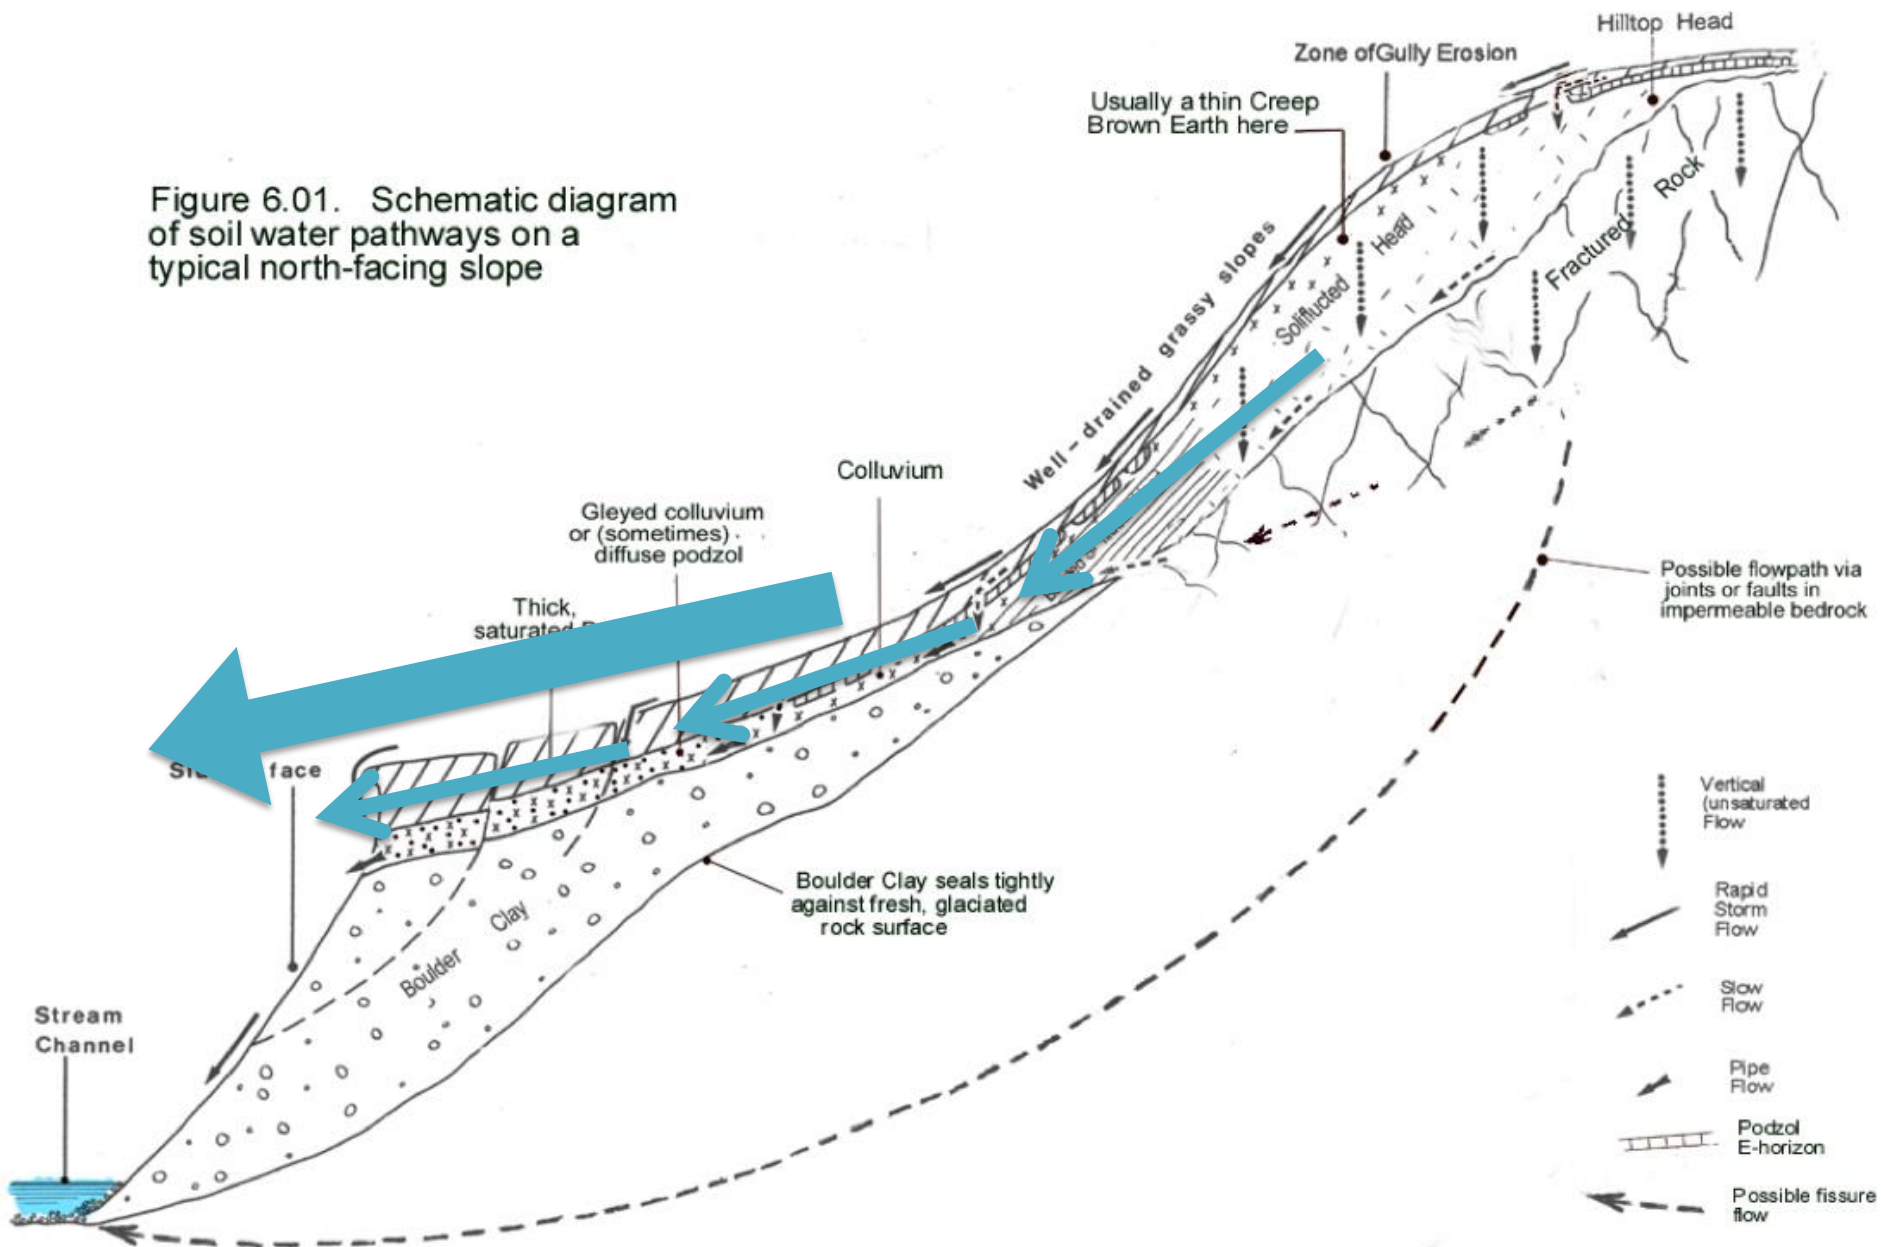 Hilltop Head
Zone ofGully Erosion
Usually a thin Creep
Brown Earth here
Figure 6.01. Schematic diagram
of soil water pathways on a
typical north-facing slope
Rock
Fractured
Head
Soliflucted
Well - drained grassy slopes
Colluvium
Gleyed colluvium
or (sometimes)
diffuse podzol
Thick,
saturated
face
Possible flowpath via
joints or faults in
impermeable bedrock
Boulder Clay seals tightly
against fresh, glaciated
rock surface
Boulder Clay
Stream
Channel
Vertical
(unsaturated
Flow
Rapid
Storm
Flow
Slow
Flow
Pipe
Flow
Podzol
E-horizon
Possible fissure
flow